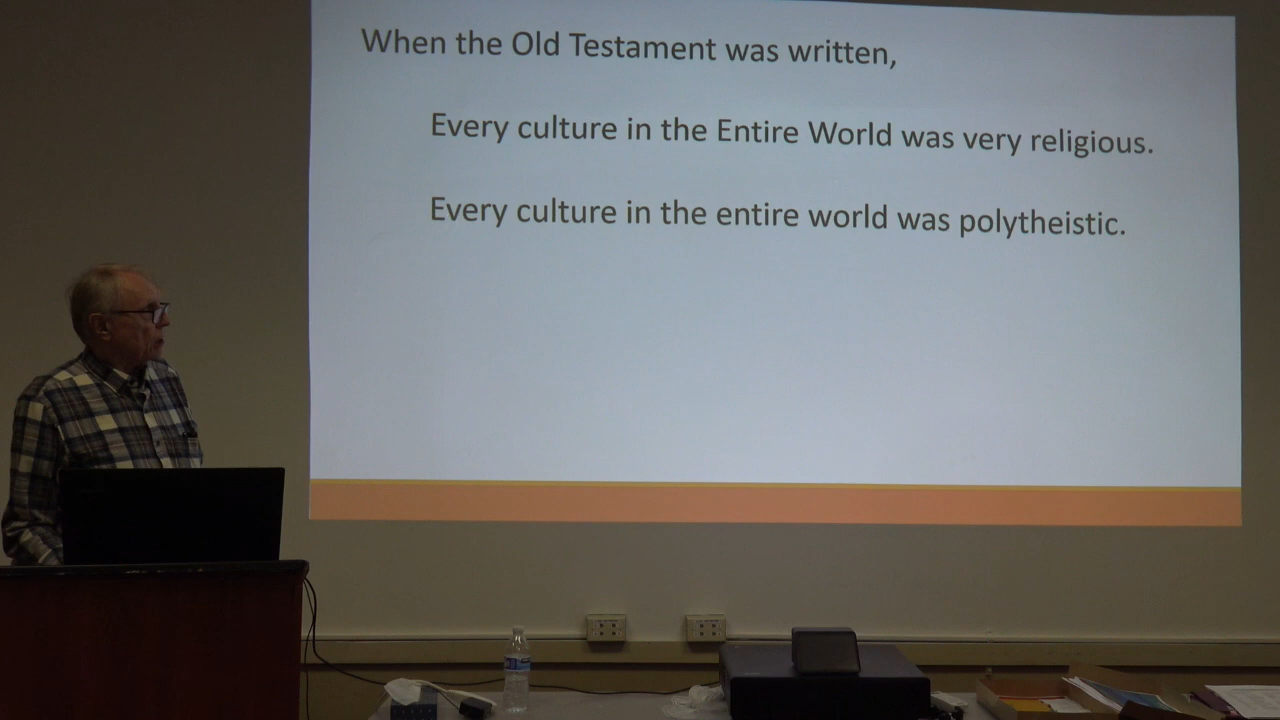 When the Old Testament was written,
Every culture in the Entire World was very religious.
Every culture in the entire world was polytheistic.